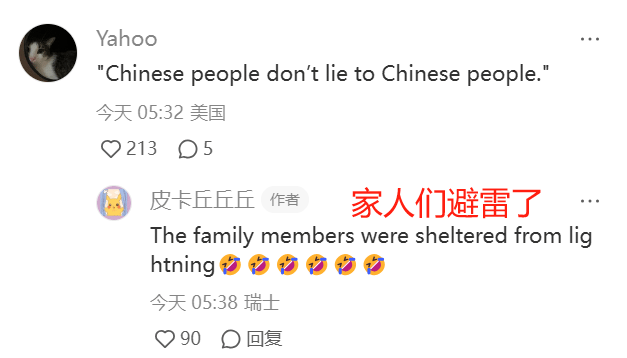 Yahoo
"Chinese people don’t lie to Chinese people."
今天 05:32 美国
213 5
皮卡丘丘丘 作者
家人们避雷了
The family members were sheltered from lig
htning🤣🤣🤣🤣🤣🤣
今天 05:38 瑞士
90 回复